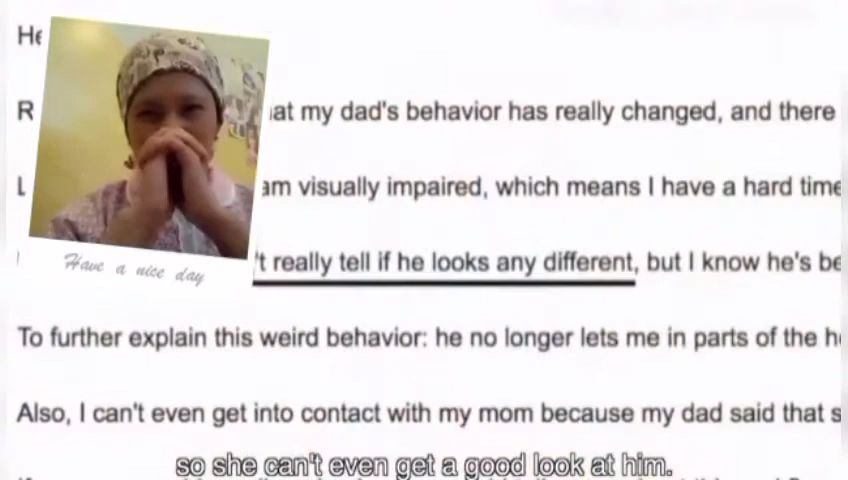 He
R at my dad's behavior has really changed, and there
am visually impaired, which means I have a hard time
't really tell if he looks any different, but I know he's be
Have a nice day
To further explain this weird behavior: he no longer lets me in parts of the h
Also, I can't even get into contact with my mom because my dad said that s
so she can't even get a good look at him.